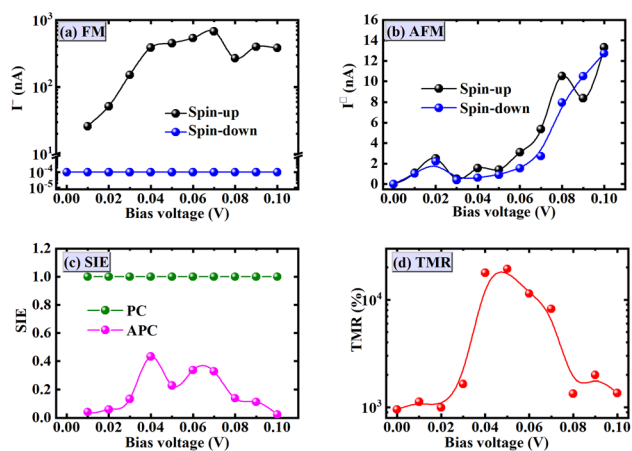 (a) FM
I⁻ (nA)
10³
10²
10¹
10⁻⁴
10⁻⁵
Spin-up
Spin-down
0.00 0.02 0.04 0.06 0.08 0.10
Bias voltage (V)
(b) AFM
I□ (nA)
16
14
12
10
8
6
4
2
0
Spin-up
Spin-down
0.00 0.02 0.04 0.06 0.08 0.10
Bias voltage (V)
(c) SIE
SIE
1.2
1.0
0.8
0.6
0.4
0.2
0.0
PC
APC
0.00 0.02 0.04 0.06 0.08 0.10
Bias voltage (V)
(d) TMR
TMR (%)
10⁴
10³
0.00 0.02 0.04 0.06 0.08 0.10
Bias voltage (V)